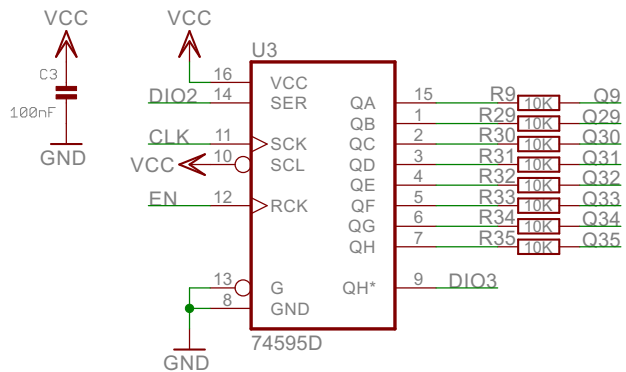 VCC VCC
U3
C3
100nF
GND
16 VCC
DIO2 14 SER QA 15 R9 10K Q9
QB 1 R29 10K Q29
CLK 11 SCK QC 2 R30 10K Q30
VCC 10 SCL QD 3 R31 10K Q31
QE 4 R32 10K Q32
EN 12 RCK QF 5 R33 10K Q33
QG 6 R34 10K Q34
QH 7 R35 10K Q35
13 G QH* 9 DIO3
8 GND
74595D
GND